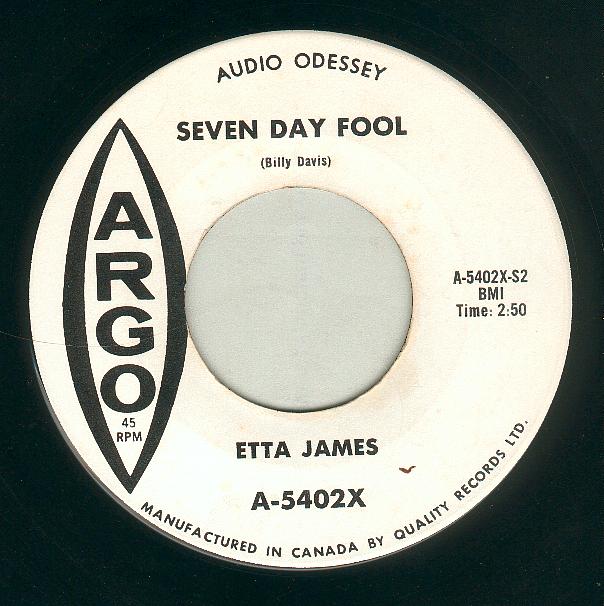 AUDIO ODESSEY
SEVEN DAY FOOL
(Billy Davis)
ARGO
45
RPM
A-5402X-S2
BMI
Time: 2:50
ETTA JAMES
A-5402X
MANUFACTURED IN CANADA BY QUALITY RECORDS LTD.